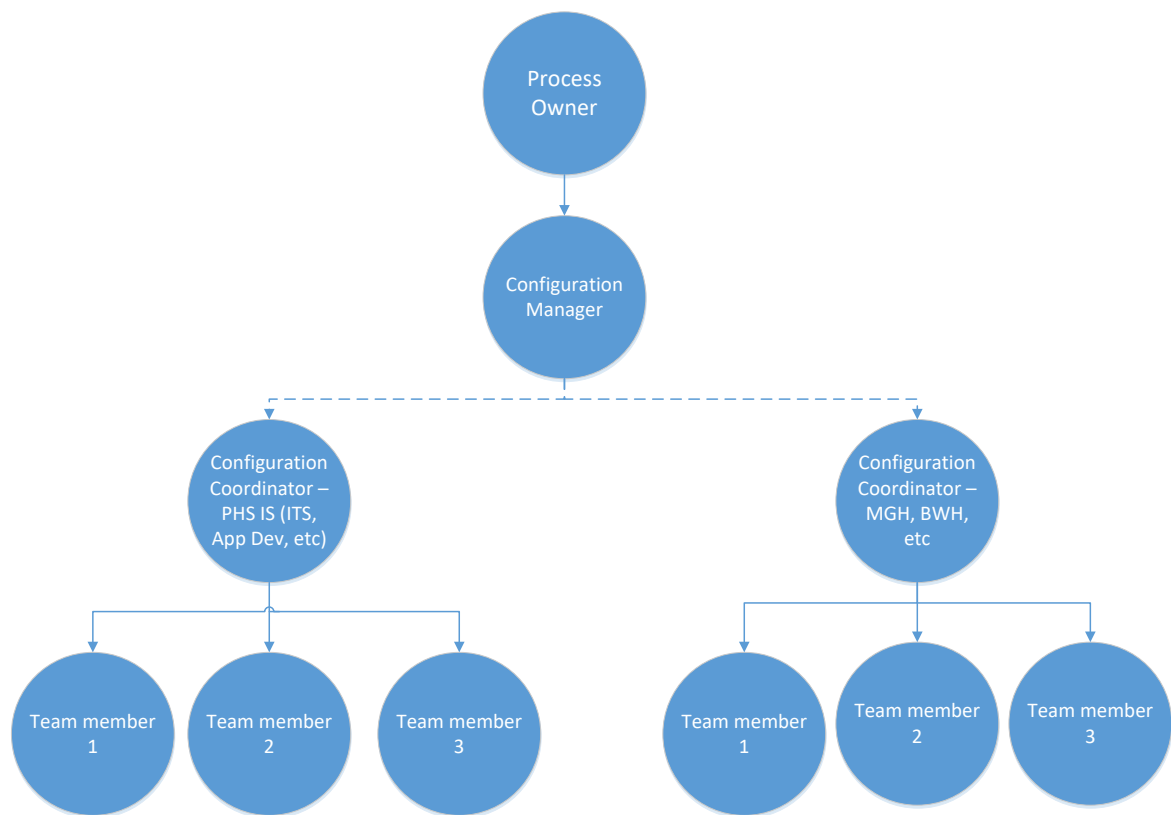 Process
Owner
Configuration
Manager
Configuration
Coordinator –
PHS IS (ITS,
App Dev, etc)
Configuration
Coordinator –
MGH, BWH,
etc
Team member
1
Team member
2
Team member
3
Team member
1
Team member
2
Team member
3